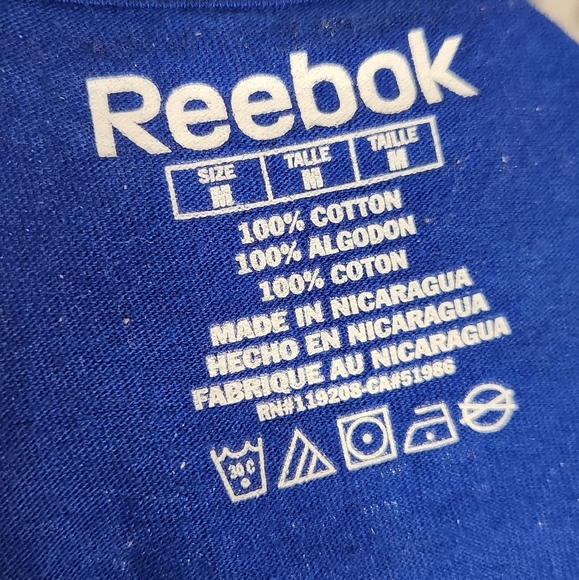 Reebok
SIZE TALLE TAILLE
M M M
100% COTTON
100% ALGODON
100% COTON
MADE IN NICARAGUA
HECHO EN NICARAGUA
FABRIQUE AU NICARAGUA
RN#119208-CA#51986
30 C